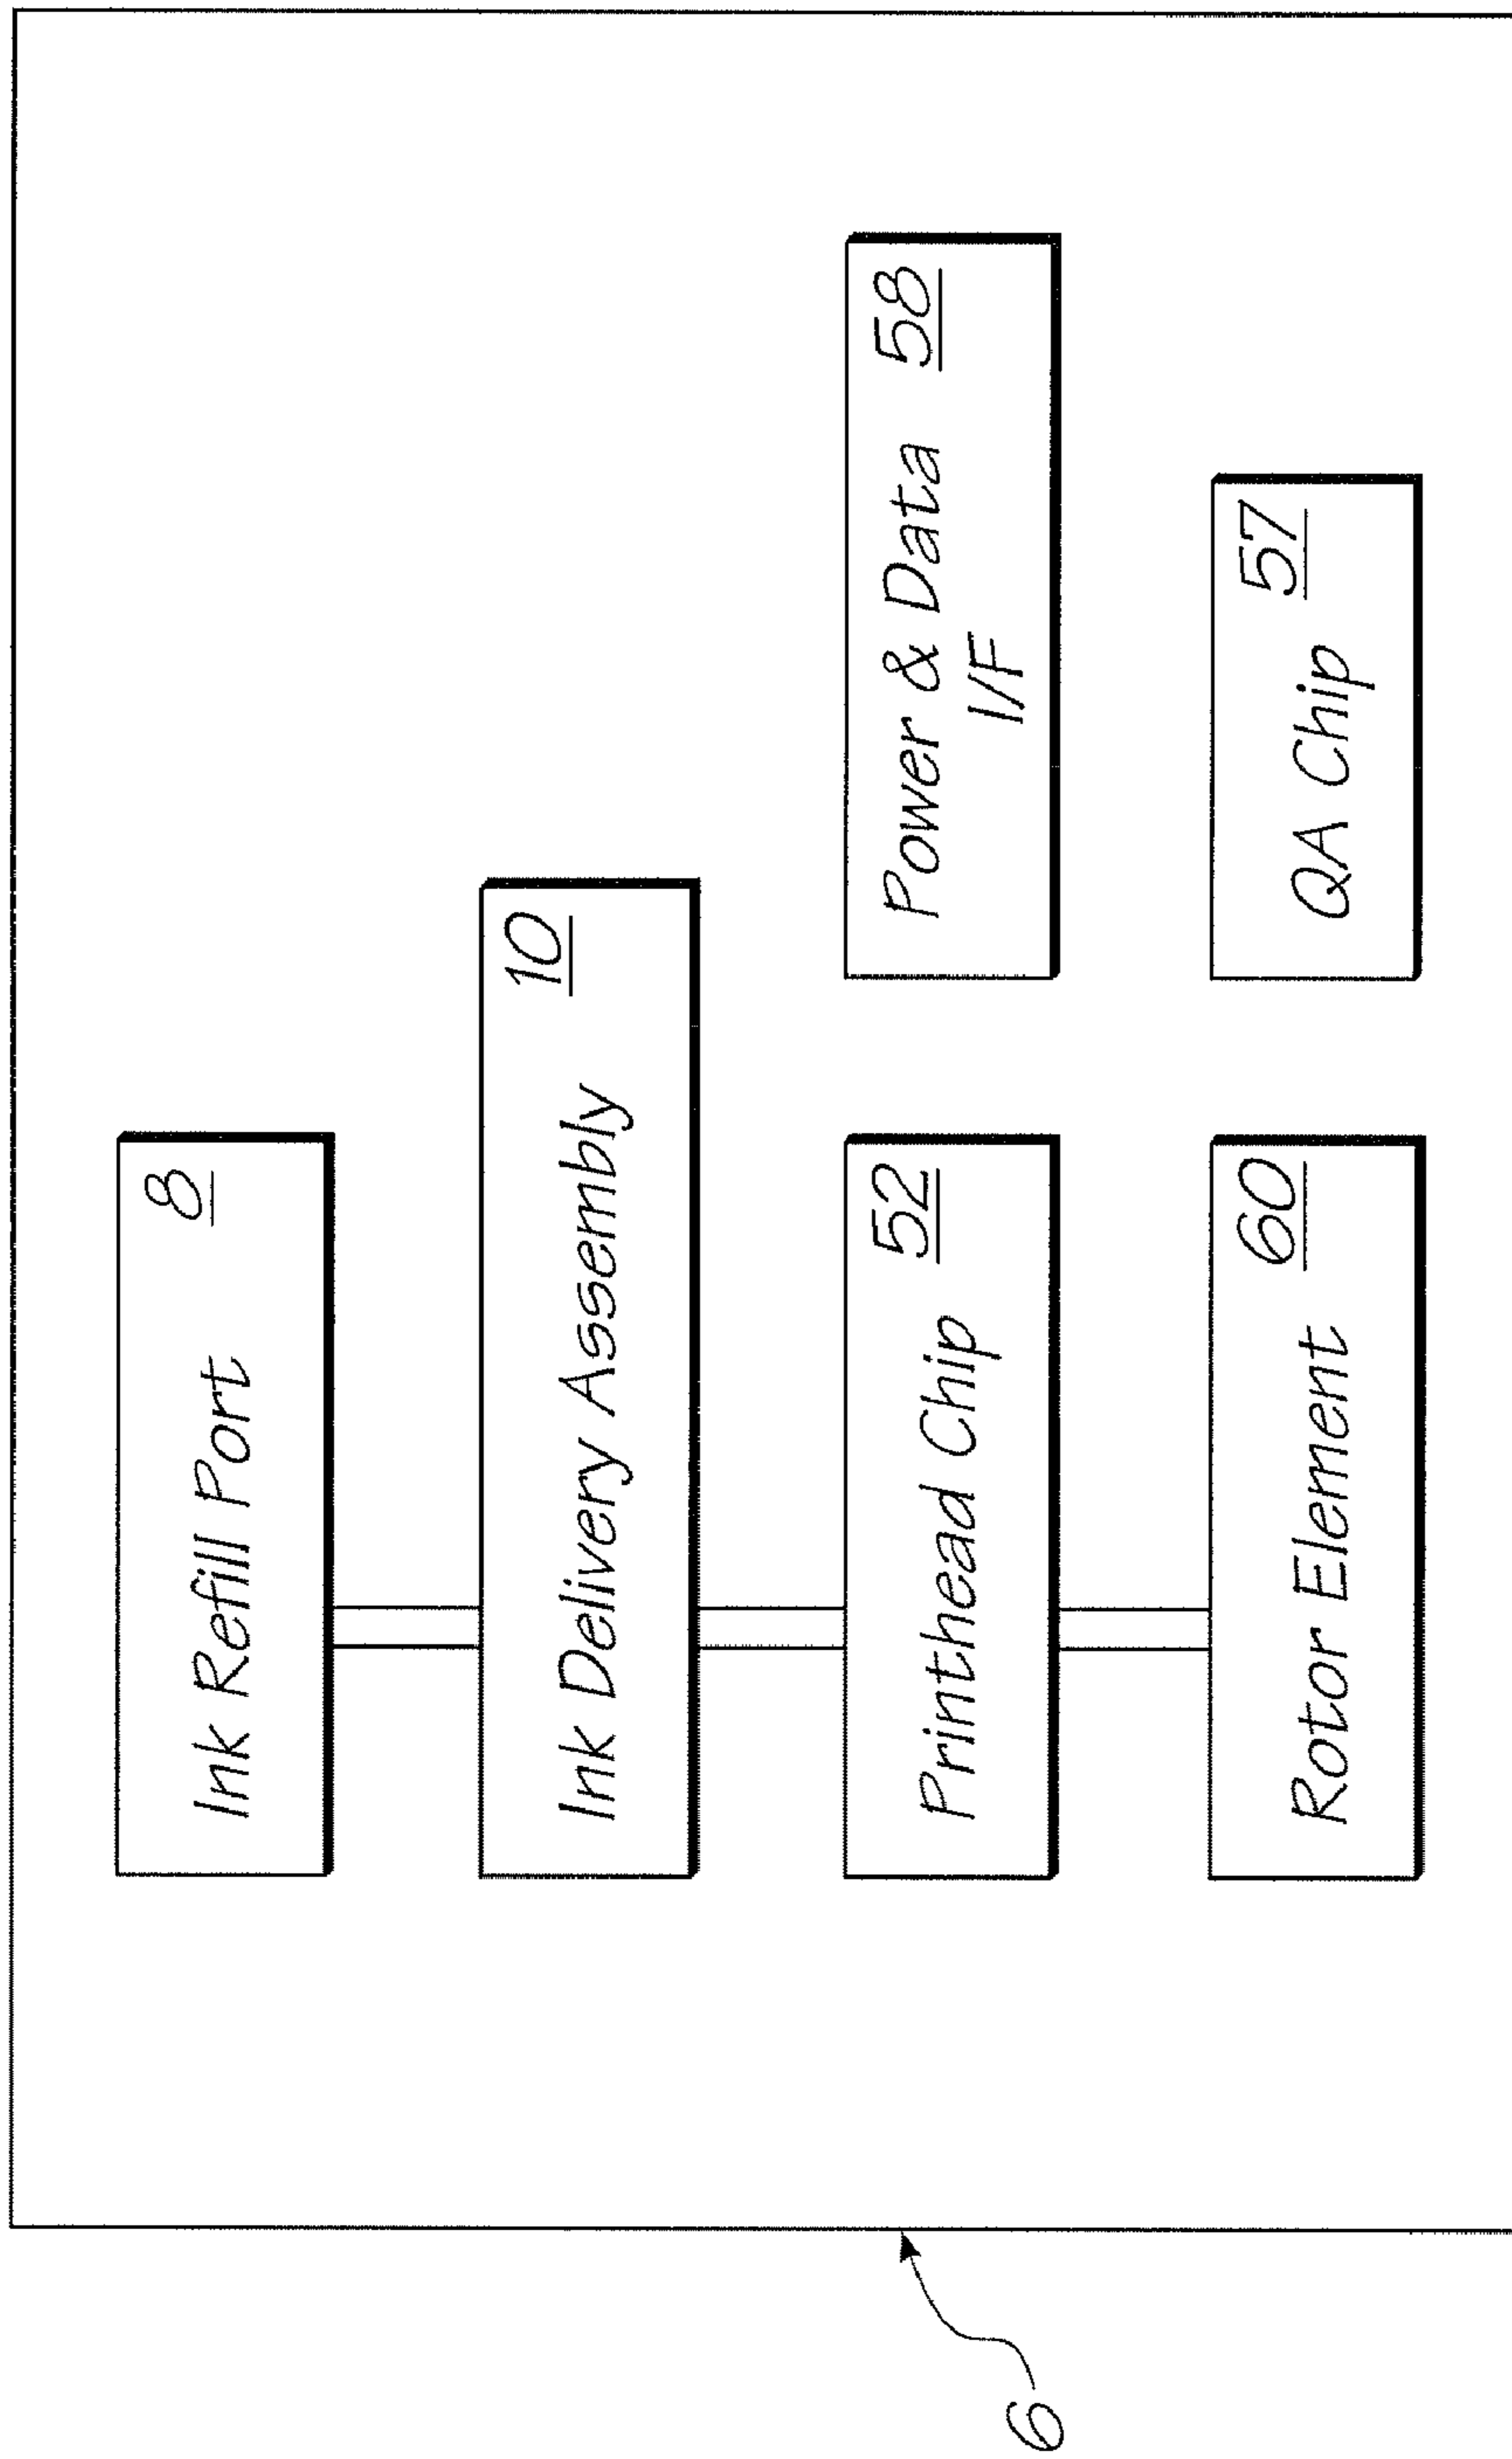 Ink Refill Port 8
Ink Delivery Assembly 10
Printhead Chip 52
Power & Data 58
I/F
Rotor Element 60
QA Chip 57
6